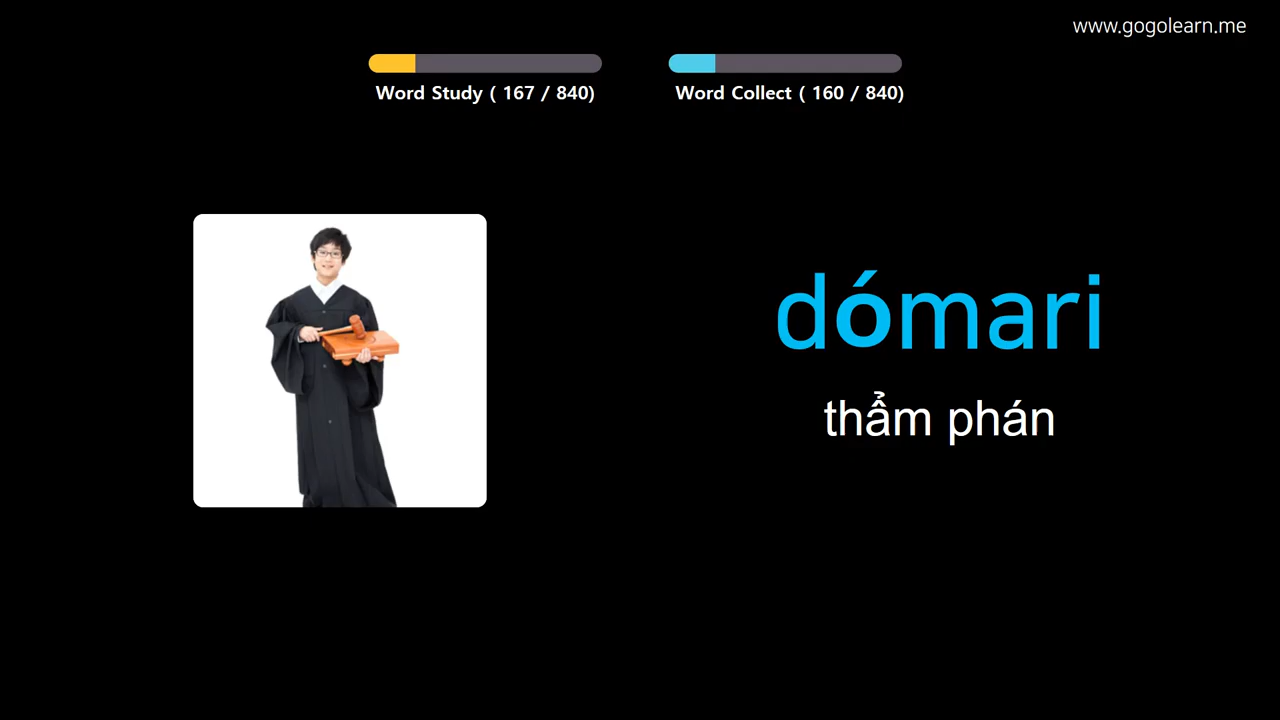 www.gogolearn.me
Word Study ( 167 / 840)
Word Collect ( 160 / 840)
dómari
thẩm phán